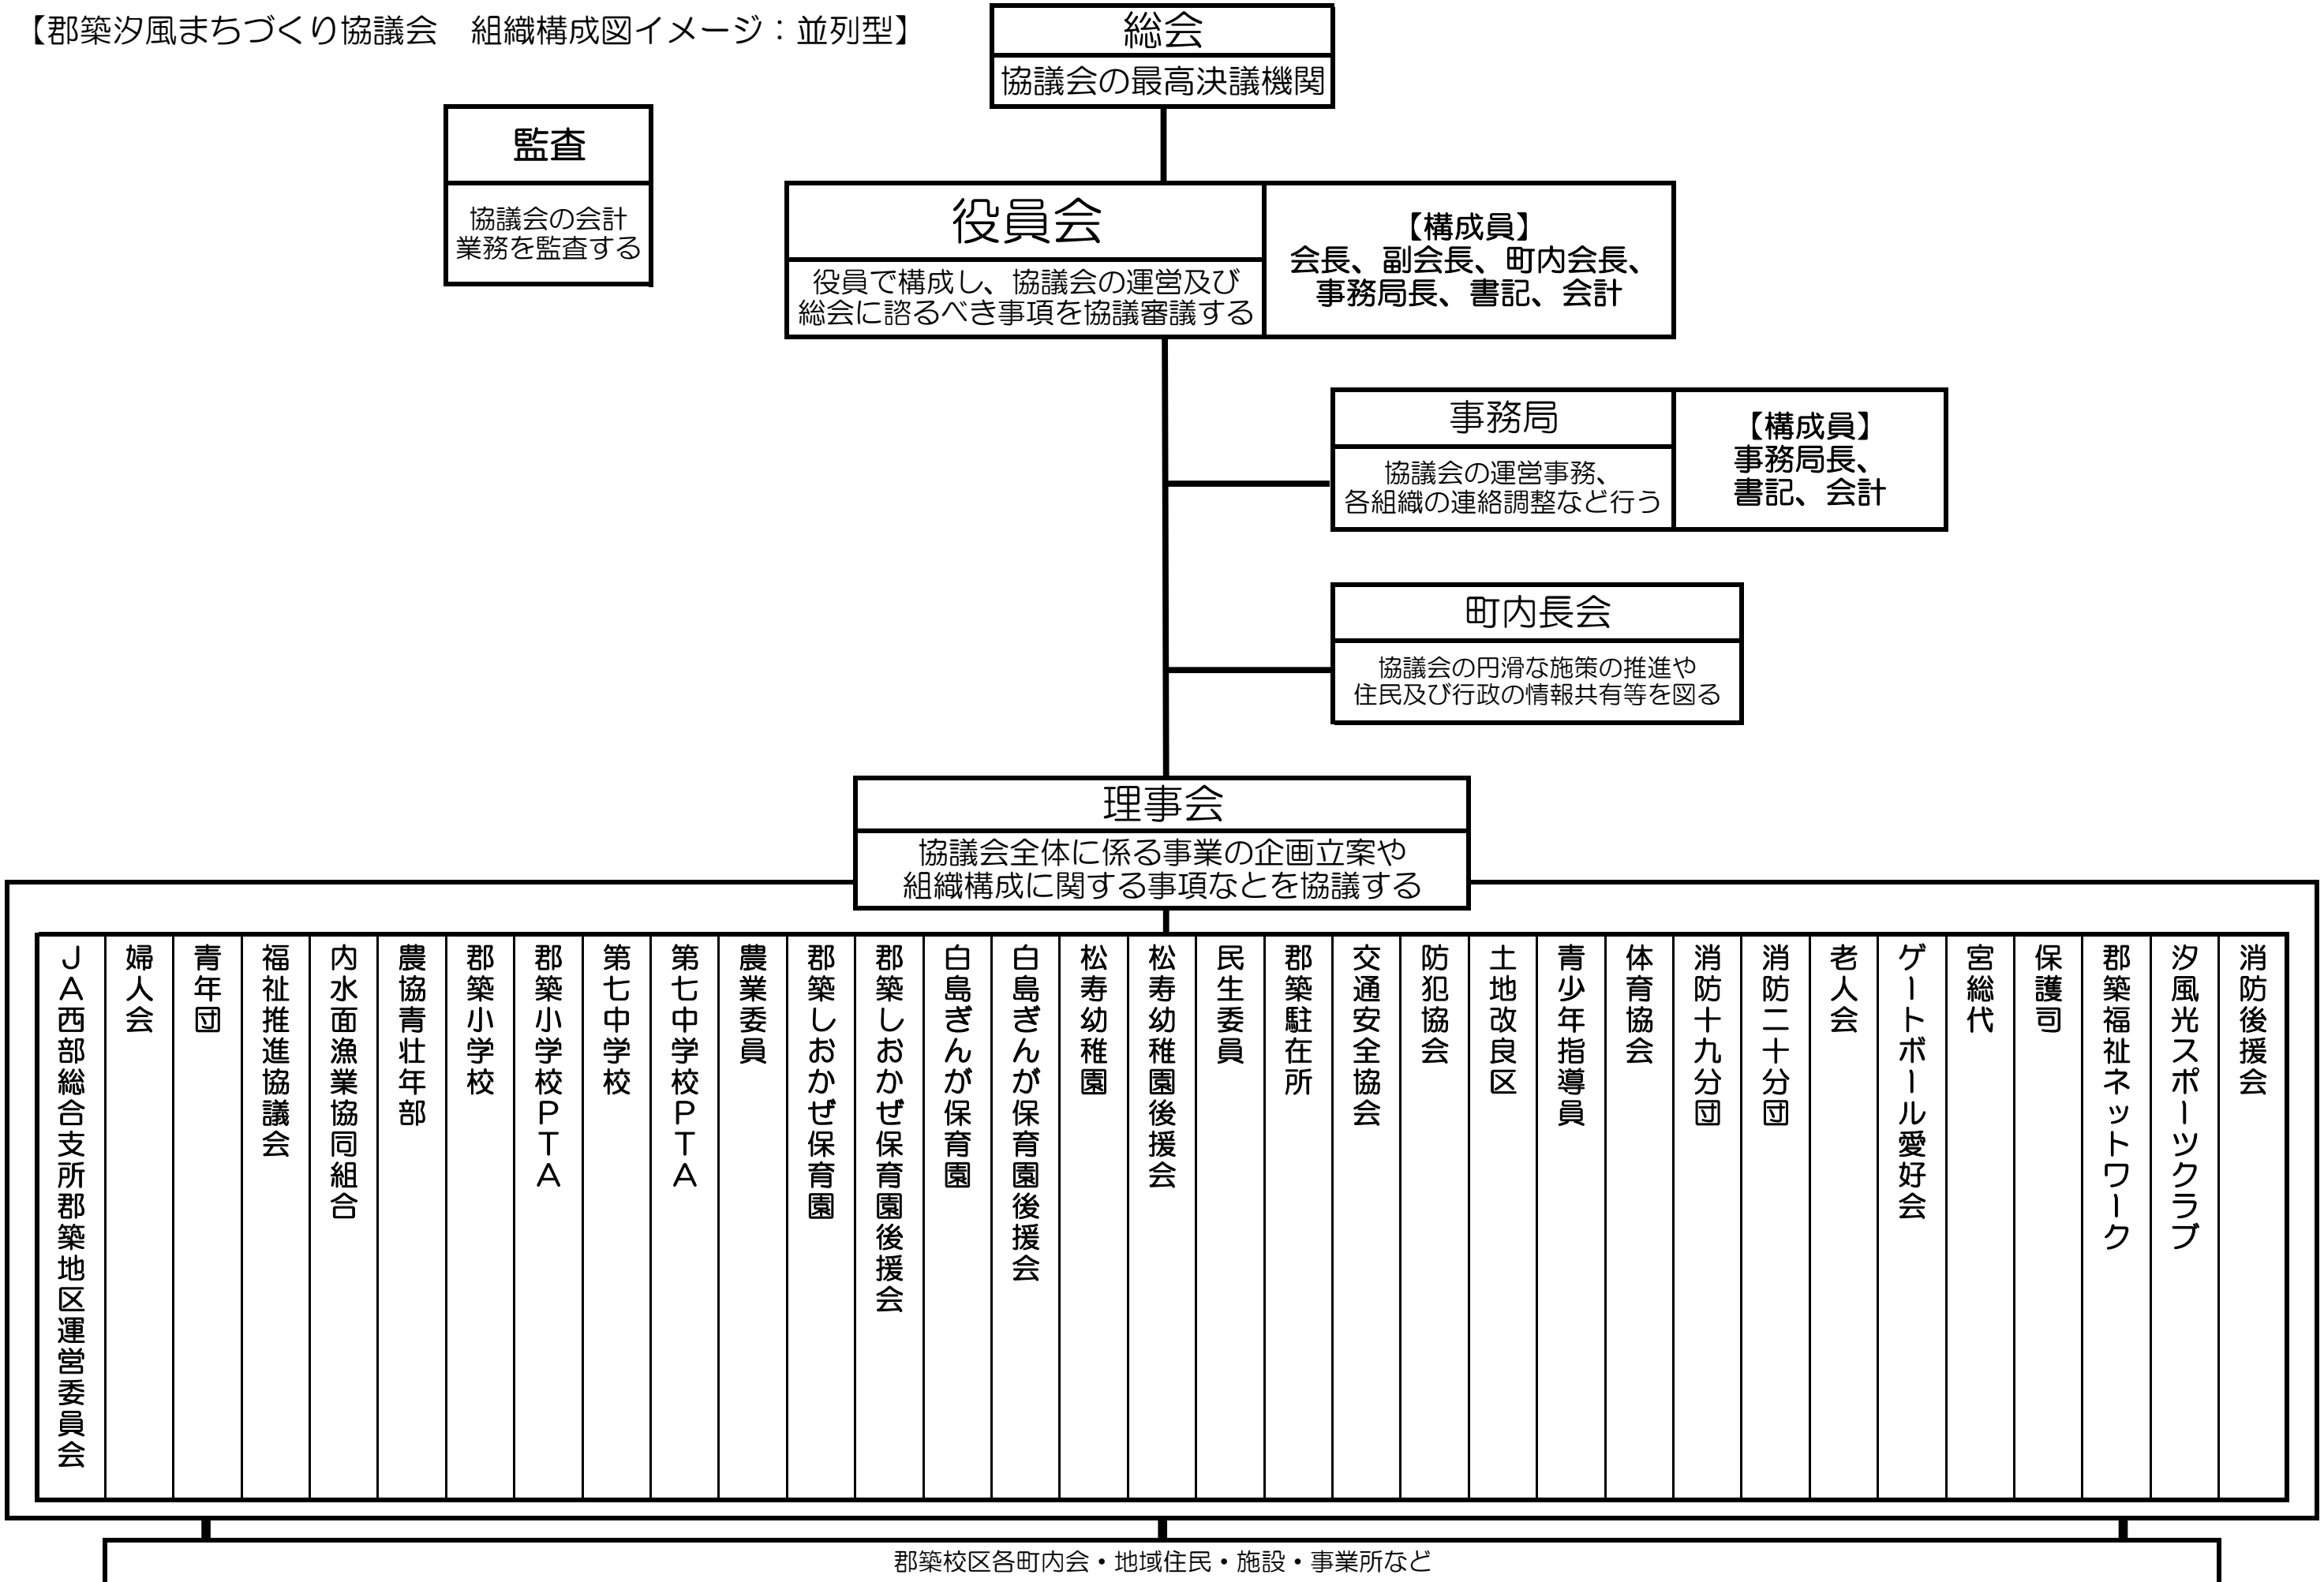 【郡築汐風まちづくり協議会　組織構成図イメージ：並列型】
総会
協議会の最高決議機関
監査
協議会の会計
業務を監査する
役員会
役員で構成し、協議会の運営及び
総会に諮るべき事項を協議審議する
【構成員】
会長、副会長、町内会長、
事務局長、書記、会計
事務局
協議会の運営事務、
各組織の連絡調整など行う
【構成員】
事務局長、
書記、会計
町内長会
協議会の円滑な施策の推進や
住民及び行政の情報共有等を図る
理事会
協議会全体に係る事業の企画立案や
組織構成に関する事項なとを協議する
ＪＡ西部総合支所郡築地区運営委員会
婦人会
青年団
福祉推進協議会
内水面漁業協同組合
農協青壮年部
郡築小学校
郡築小学校ＰＴＡ
第七中学校
第七中学校ＰＴＡ
農業委員
郡築しおかぜ保育園
郡築しおかぜ保育園後援会
白島ぎんが保育園
白島ぎんが保育園後援会
松寿幼稚園
松寿幼稚園後援会
民生委員
郡築駐在所
交通安全協会
防犯協会
土地改良区
青少年指導員
体育協会
消防十九分団
消防二十分団
老人会
ゲートボール愛好会
宮総代
保護司
郡築福祉ネットワーク
汐風光スポーツクラブ
消防後援会
郡築校区各町内会・地域住民・施設・事業所など